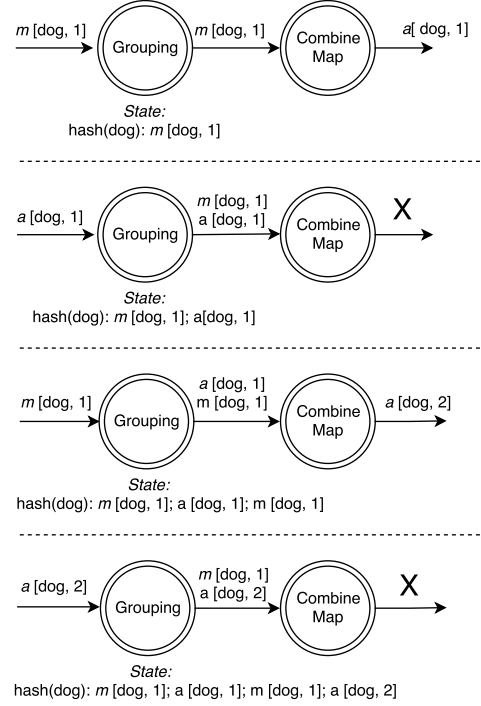 m [dog, 1]
m [dog, 1]
a[ dog, 1]
Grouping
Combine
Map
State:
hash(dog): m [dog, 1]
m [dog, 1]
a [dog, 1]
a [dog, 1]
X
Grouping
Combine
Map
State:
hash(dog): m [dog, 1]; a[dog, 1]
a [dog, 1]
m [dog, 1]
m [dog, 1]
a [dog, 2]
Grouping
Combine
Map
State:
hash(dog): m [dog, 1]; a [dog, 1]; m [dog, 1]
a [dog, 2]
m [dog, 1]
a [dog, 2]
X
Grouping
Combine
Map
State:
hash(dog): m [dog, 1]; a [dog, 1]; m [dog, 1]; a [dog, 2]